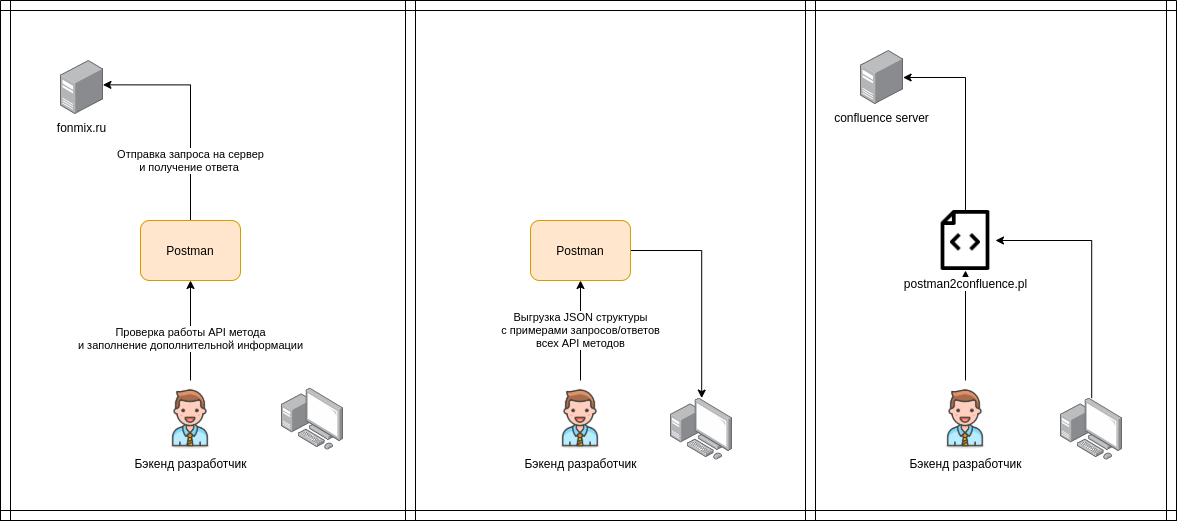 fonmix.ru
Отправка запроса на сервер
и получение ответа
Postman
Проверка работы API метода
и заполнение дополнительной информации
Бэкенд разработчик
Postman
Выгрузка JSON структуры
с примерами запросов/ответов
всех API методов
Бэкенд разработчик
confluence server
postman2confluence.pl
Бэкенд разработчик